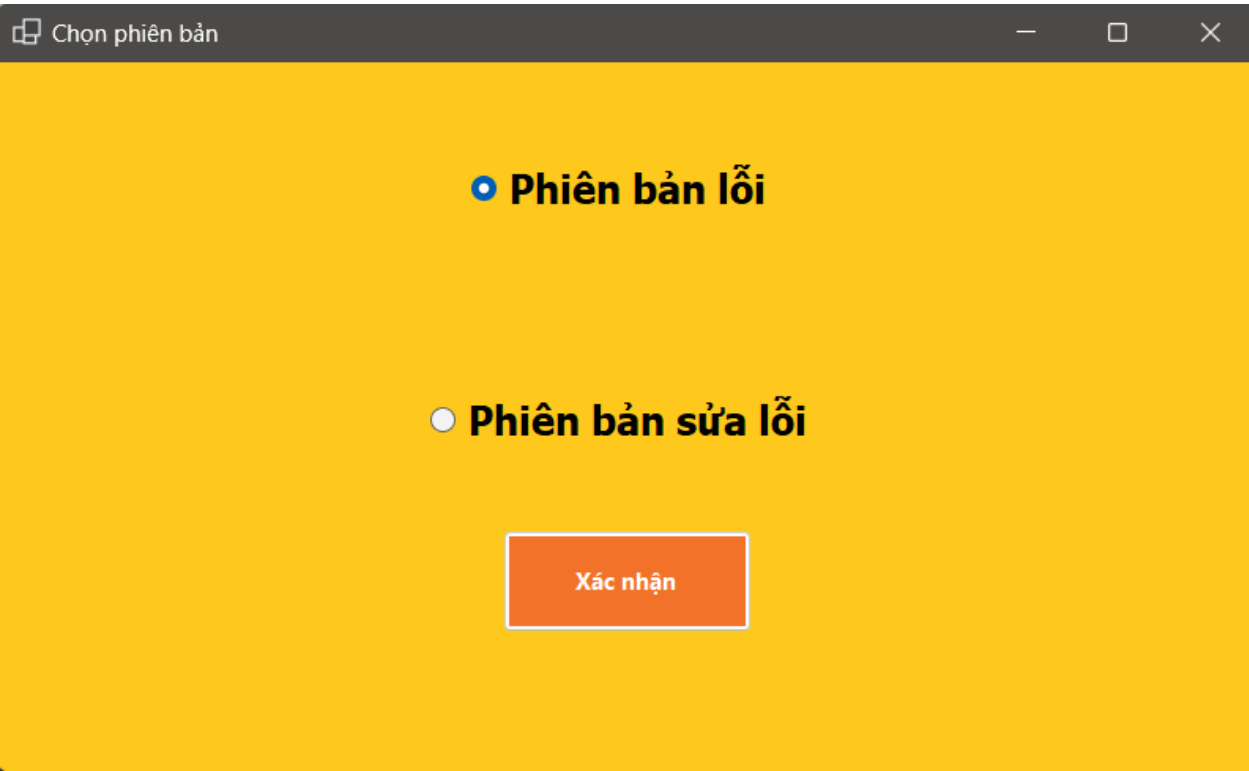 Chọn phiên bản
Phiên bản lỗi
Phiên bản sửa lỗi
Xác nhận